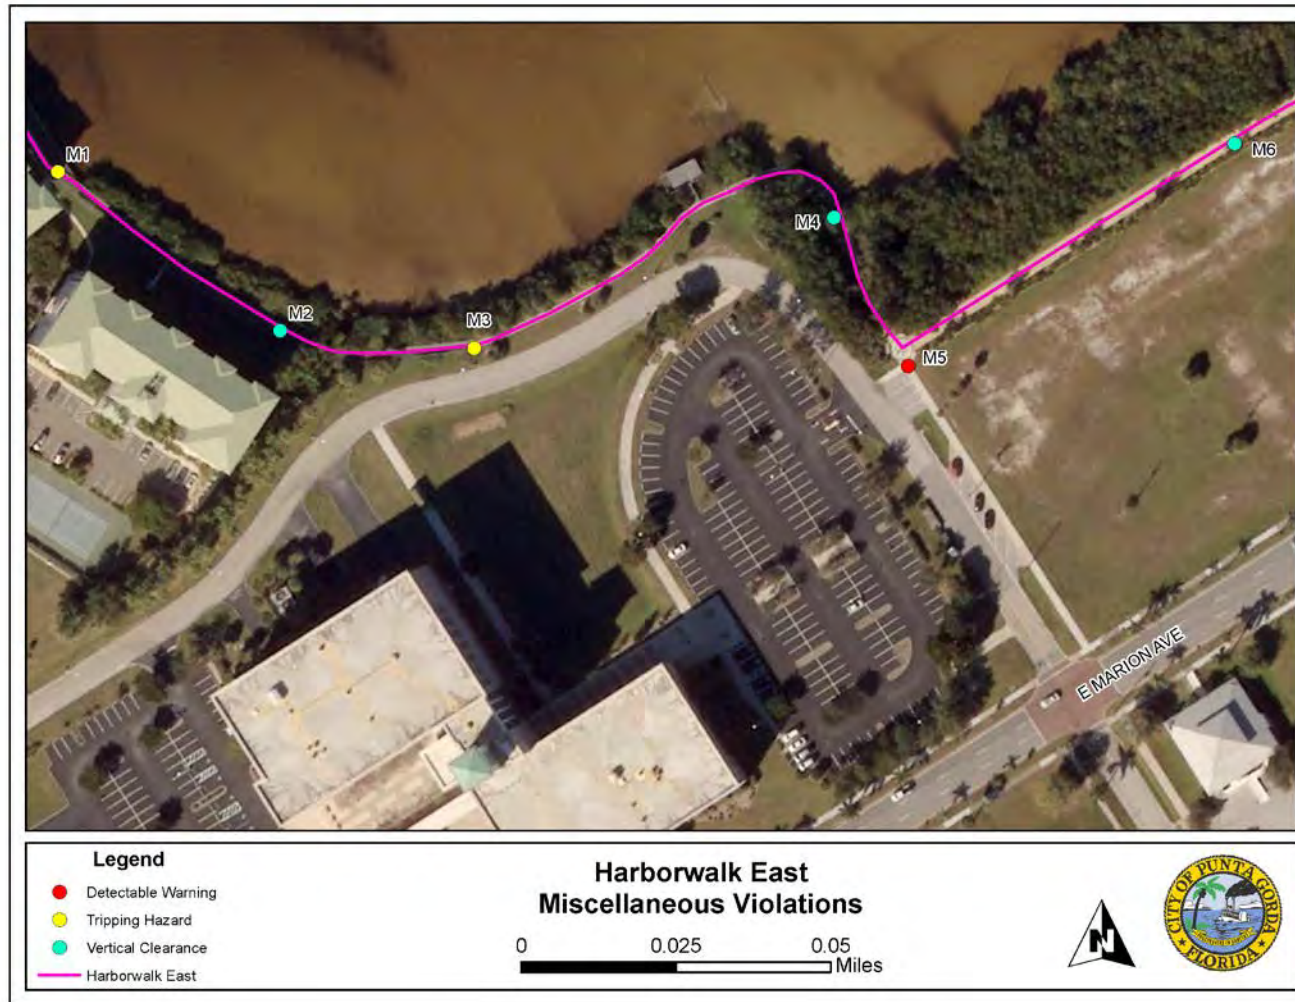 M1
M6
M4
M2
M3
M5
E MARION AVE
Legend
Detectable Warning
Tripping Hazard
Vertical Clearance
Harborwalk East
Harborwalk East
Miscellaneous Violations
0 0.025 0.05
Miles
N
CITY OF PUNTA GORDA
FLORIDA